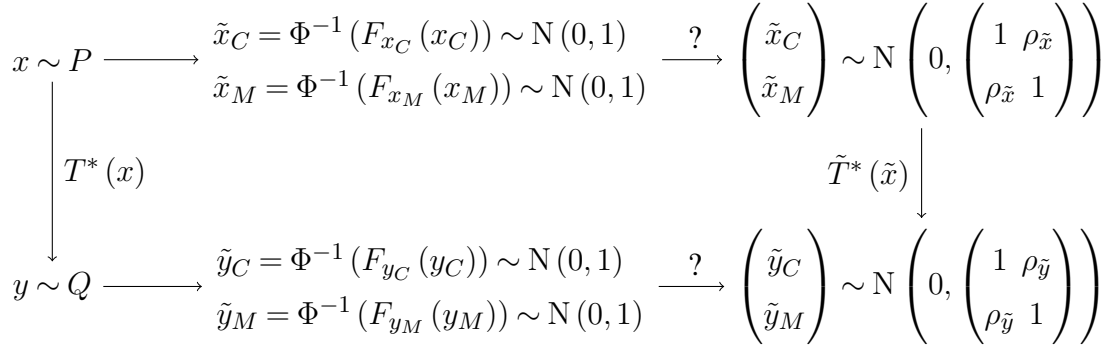 x̃_C = Φ^{-1} (F_{x_C} (x_C)) ∼ N (0, 1)
x ∼ P
x̃_M = Φ^{-1} (F_{x_M} (x_M)) ∼ N (0, 1)
?
(x̃_C x̃_M) ∼ N (0, (1 ρ_x̃ ρ_x̃ 1))
T* (x)
T̃* (x̃)
ỹ_C = Φ^{-1} (F_{y_C} (y_C)) ∼ N (0, 1)
y ∼ Q
ỹ_M = Φ^{-1} (F_{y_M} (y_M)) ∼ N (0, 1)
?
(ỹ_C ỹ_M) ∼ N (0, (1 ρ_ỹ ρ_ỹ 1))